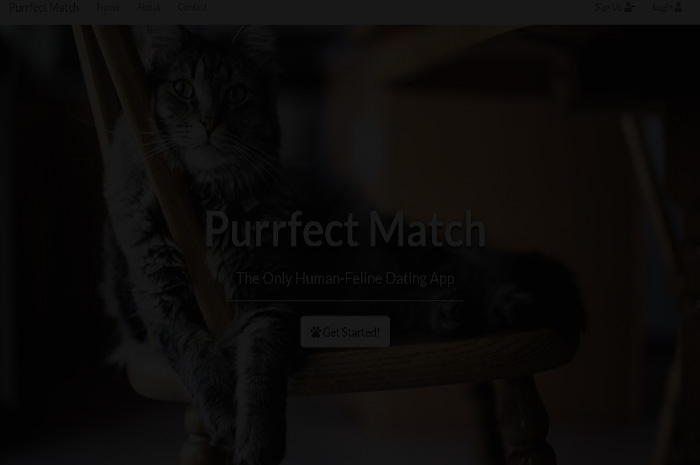 Purrfect Match Home About Contact Sign Up Login
Purrfect Match
The Only Human-Feline Dating App
Get Started!